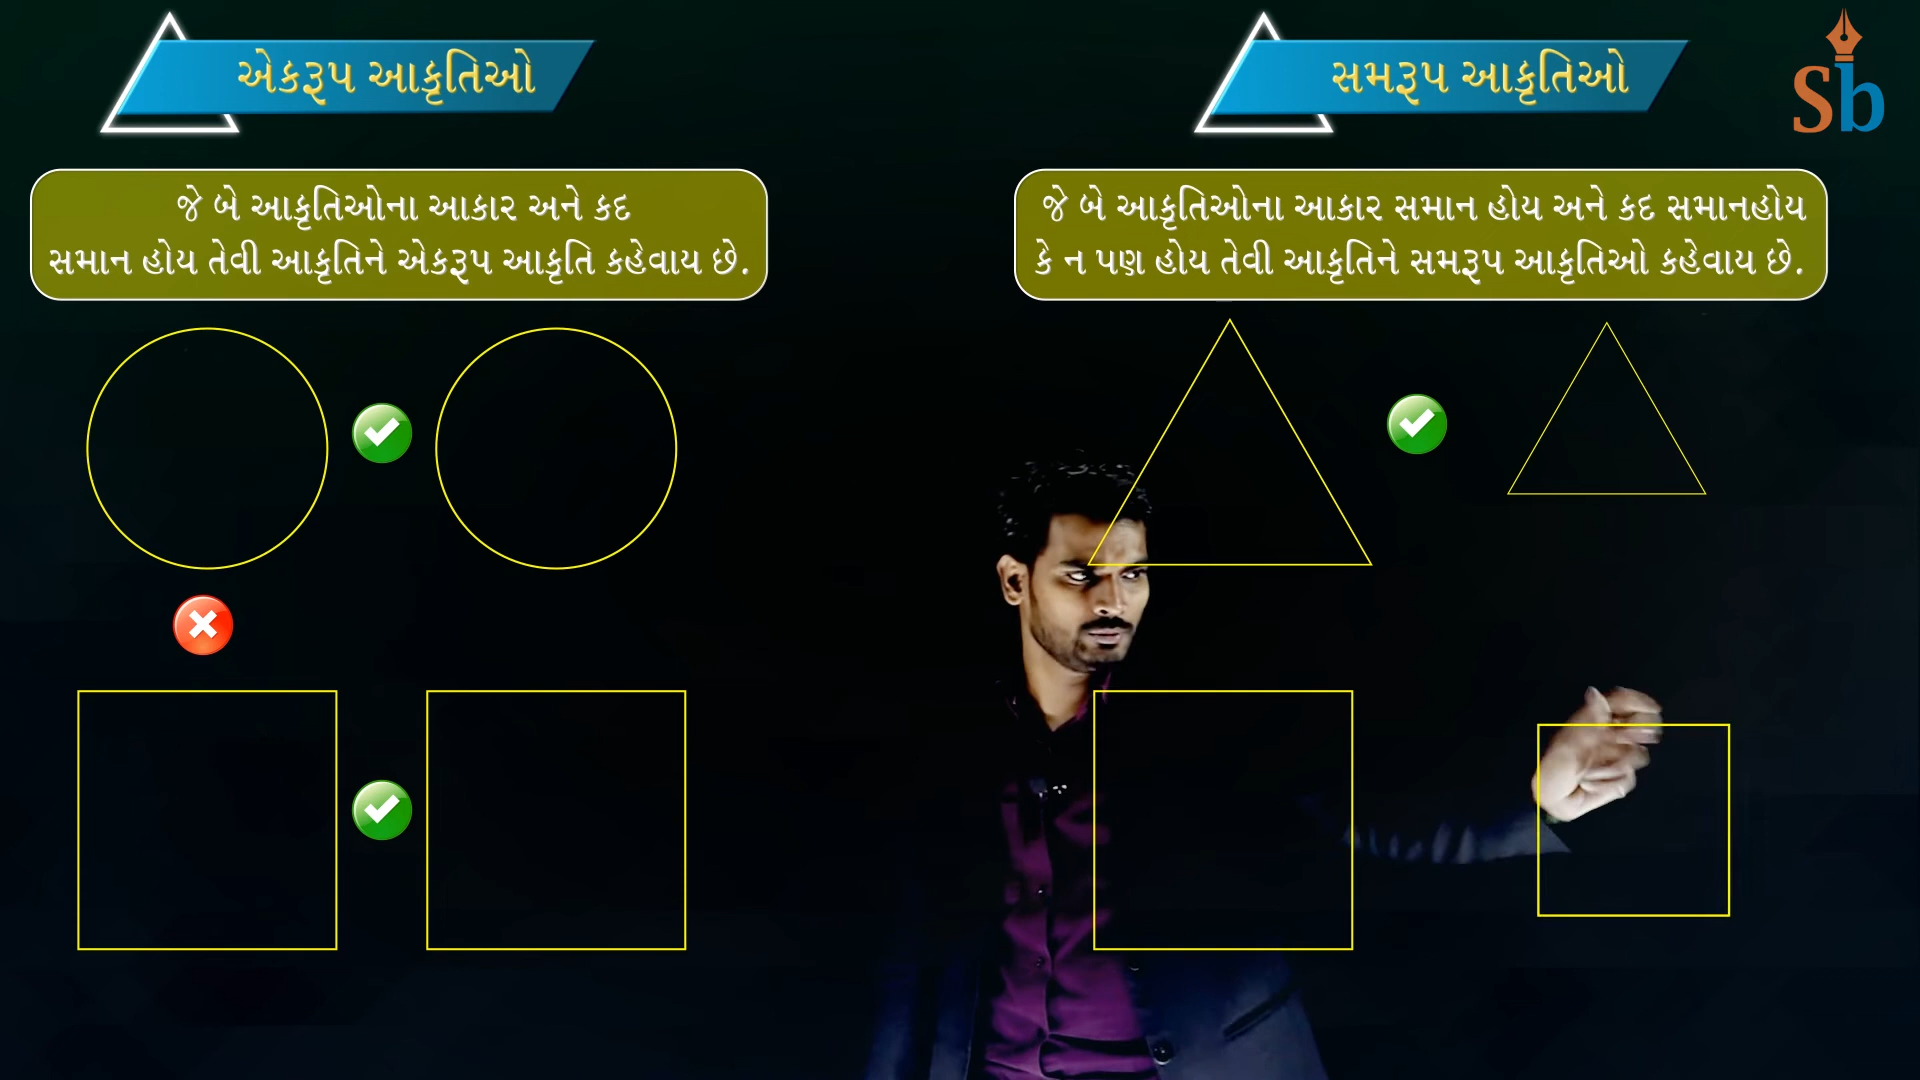 એકરૂપ આકૃતિઓ
જે બે આકૃતિઓના આકાર અને કદ
સમાન હોય તેવી આકૃતિને એકરૂપ આકૃતિ કહેવાય છે.
સમરૂપ આકૃતિઓ
જે બે આકૃતિઓના આકાર સમાન હોય અને કદ સમાનહોય
કે ન પણ હોય તેવી આકૃતિને સમરૂપ આકૃતિઓ કહેવાય છે.
Sb